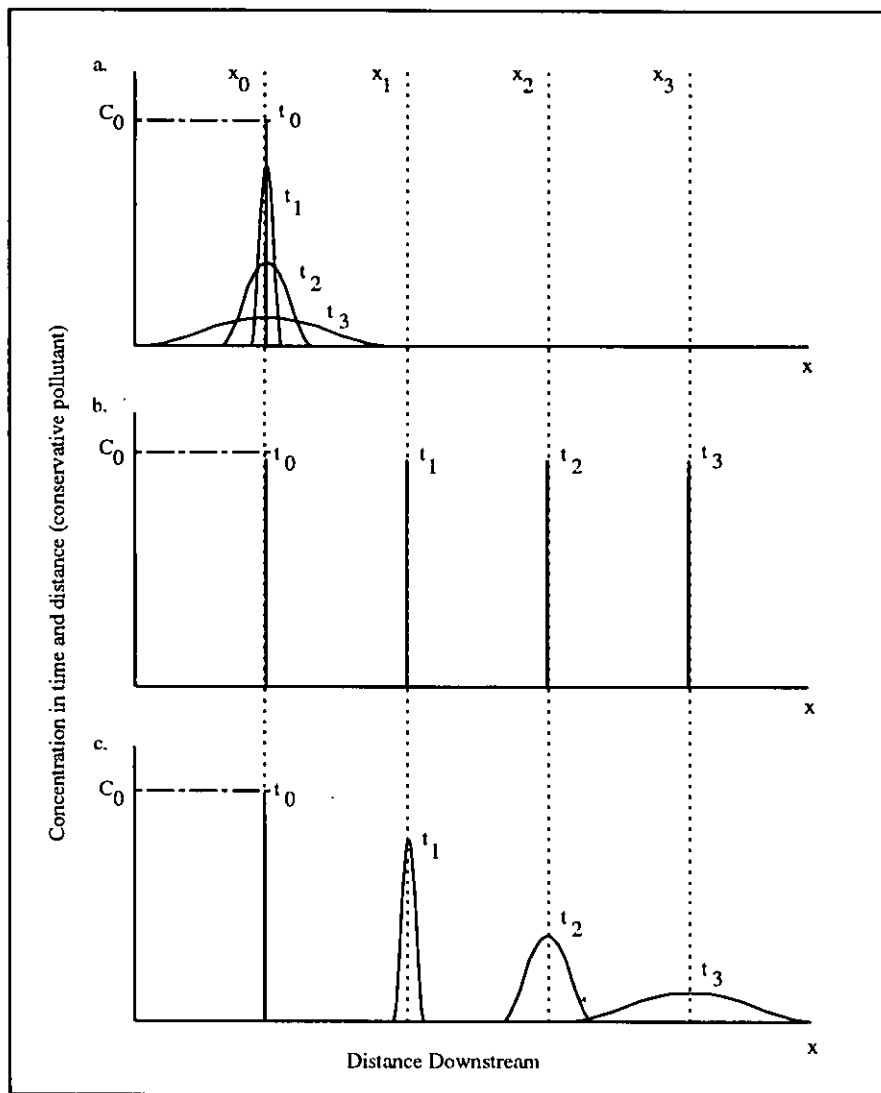 a.
x0 x1 x2 x3
C0 t0
t1
t2
t3
x
b.
C0 t0 t1 t2 t3
x
c.
C0 t0
t1
t2
t3
x
Concentration in time and distance (conservative pollutant)
Distance Downstream